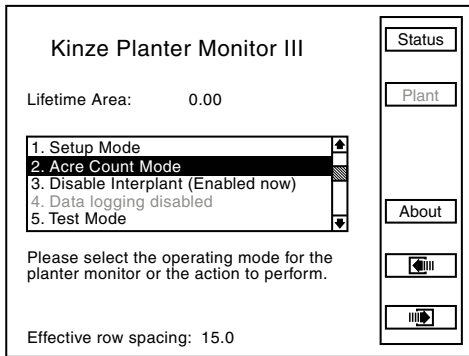 Kinze Planter Monitor III
Lifetime Area: 0.00
1. Setup Mode
2. Acre Count Mode
3. Disable Interplant (Enabled now)
4. Data logging disabled
5. Test Mode
Please select the operating mode for the
planter monitor or the action to perform.
Effective row spacing: 15.0
Status
Plant
About